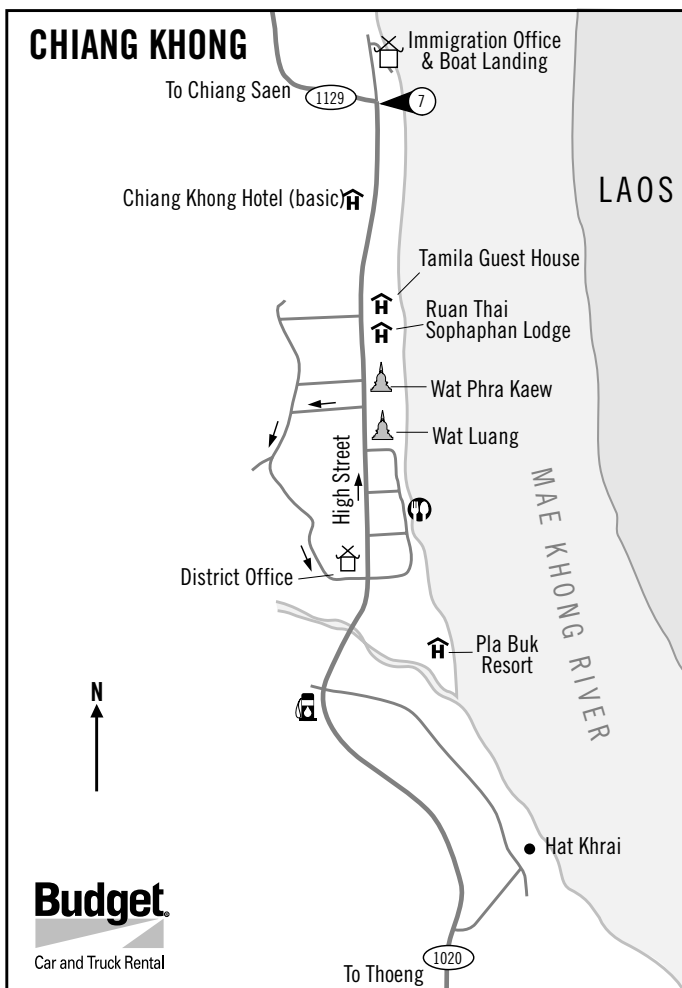 CHIANG KHONG
Immigration Office
& Boat Landing
To Chiang Saen
1129
7
LAOS
Chiang Khong Hotel (basic)
H
Tamila Guest House
H
Ruan Thai
Sophaphan Lodge
H
Wat Phra Kaew
Wat Luang
High Street
MAE KHONG RIVER
District Office
Pla Buk
Resort
H
N
Hat Khrai
Budget®
Car and Truck Rental
1020
To Thoeng